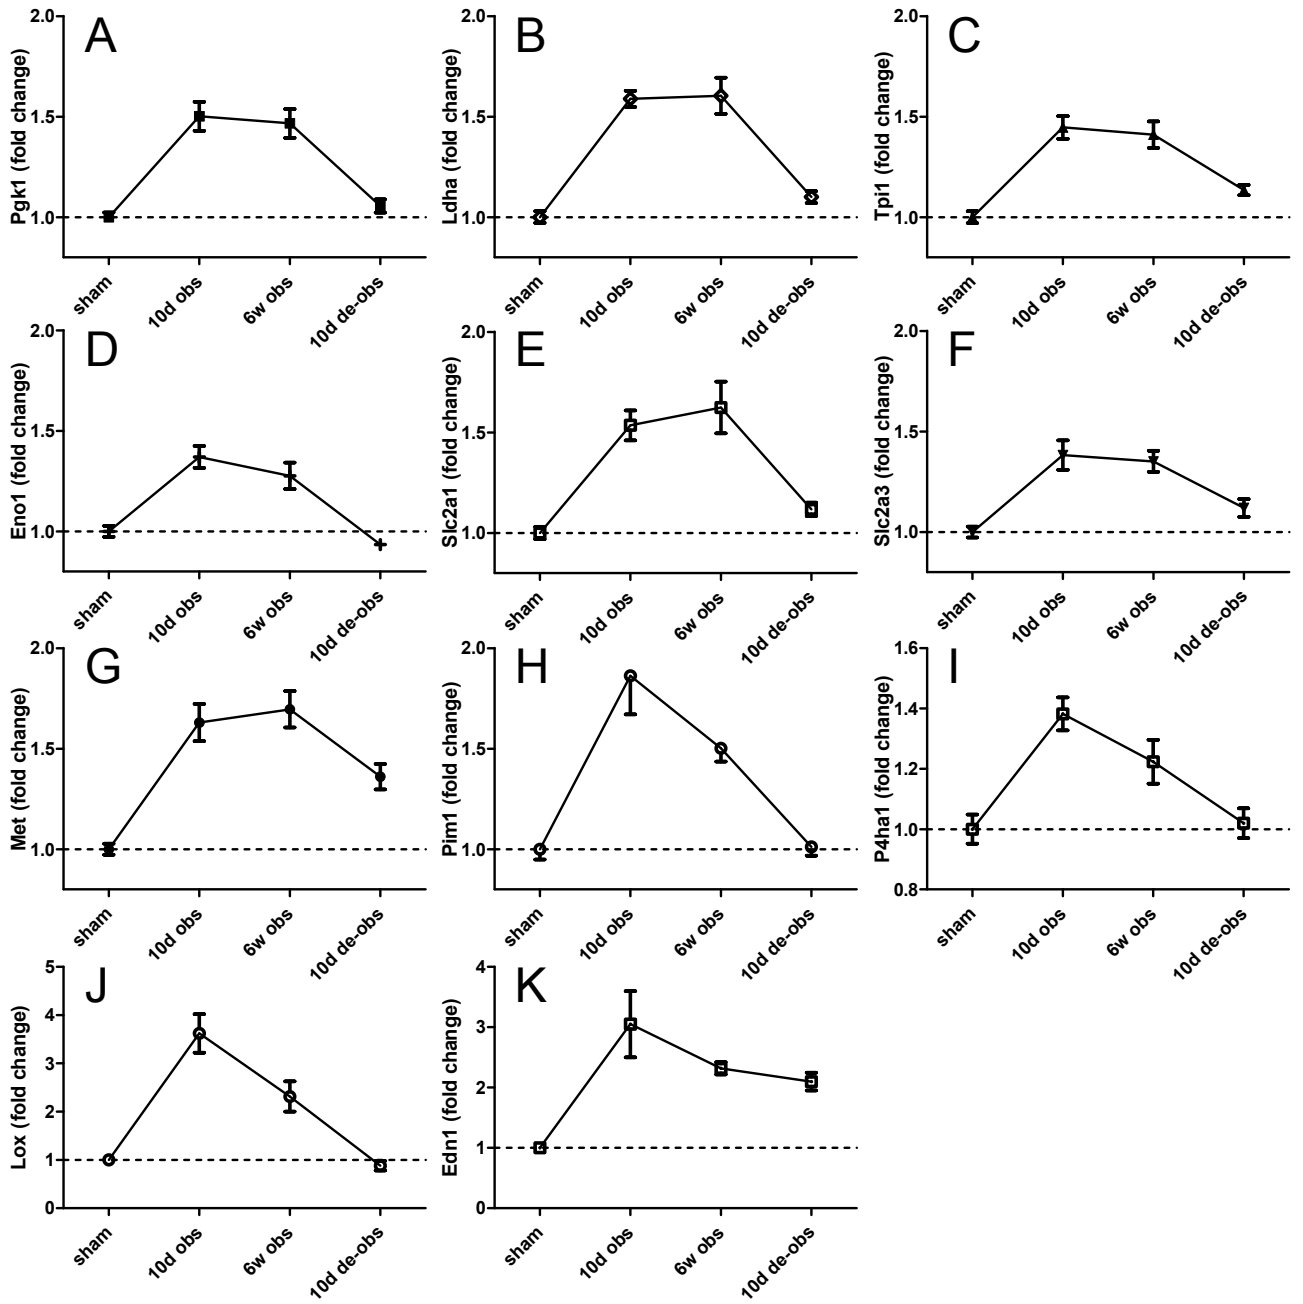 A
Pgk1 (fold change)
2.0
1.5
1.0
sham
10d obs
6w obs
10d de-obs
B
Ldha (fold change)
2.0
1.5
1.0
sham
10d obs
6w obs
10d de-obs
C
Tpi1 (fold change)
2.0
1.5
1.0
sham
10d obs
6w obs
10d de-obs
D
Eno1 (fold change)
2.0
1.5
1.0
sham
10d obs
6w obs
10d de-obs
E
Slc2a1 (fold change)
2.0
1.5
1.0
sham
10d obs
6w obs
10d de-obs
F
Slc2a3 (fold change)
2.0
1.5
1.0
sham
10d obs
6w obs
10d de-obs
G
Met (fold change)
2.0
1.5
1.0
sham
10d obs
6w obs
10d de-obs
H
Pim1 (fold change)
2.0
1.5
1.0
sham
10d obs
6w obs
10d de-obs
I
P4ha1 (fold change)
1.6
1.4
1.2
1.0
0.8
sham
10d obs
6w obs
10d de-obs
J
Lox (fold change)
5
4
3
2
1
0
sham
10d obs
6w obs
10d de-obs
K
Edn1 (fold change)
4
3
2
1
0
sham
10d obs
6w obs
10d de-obs